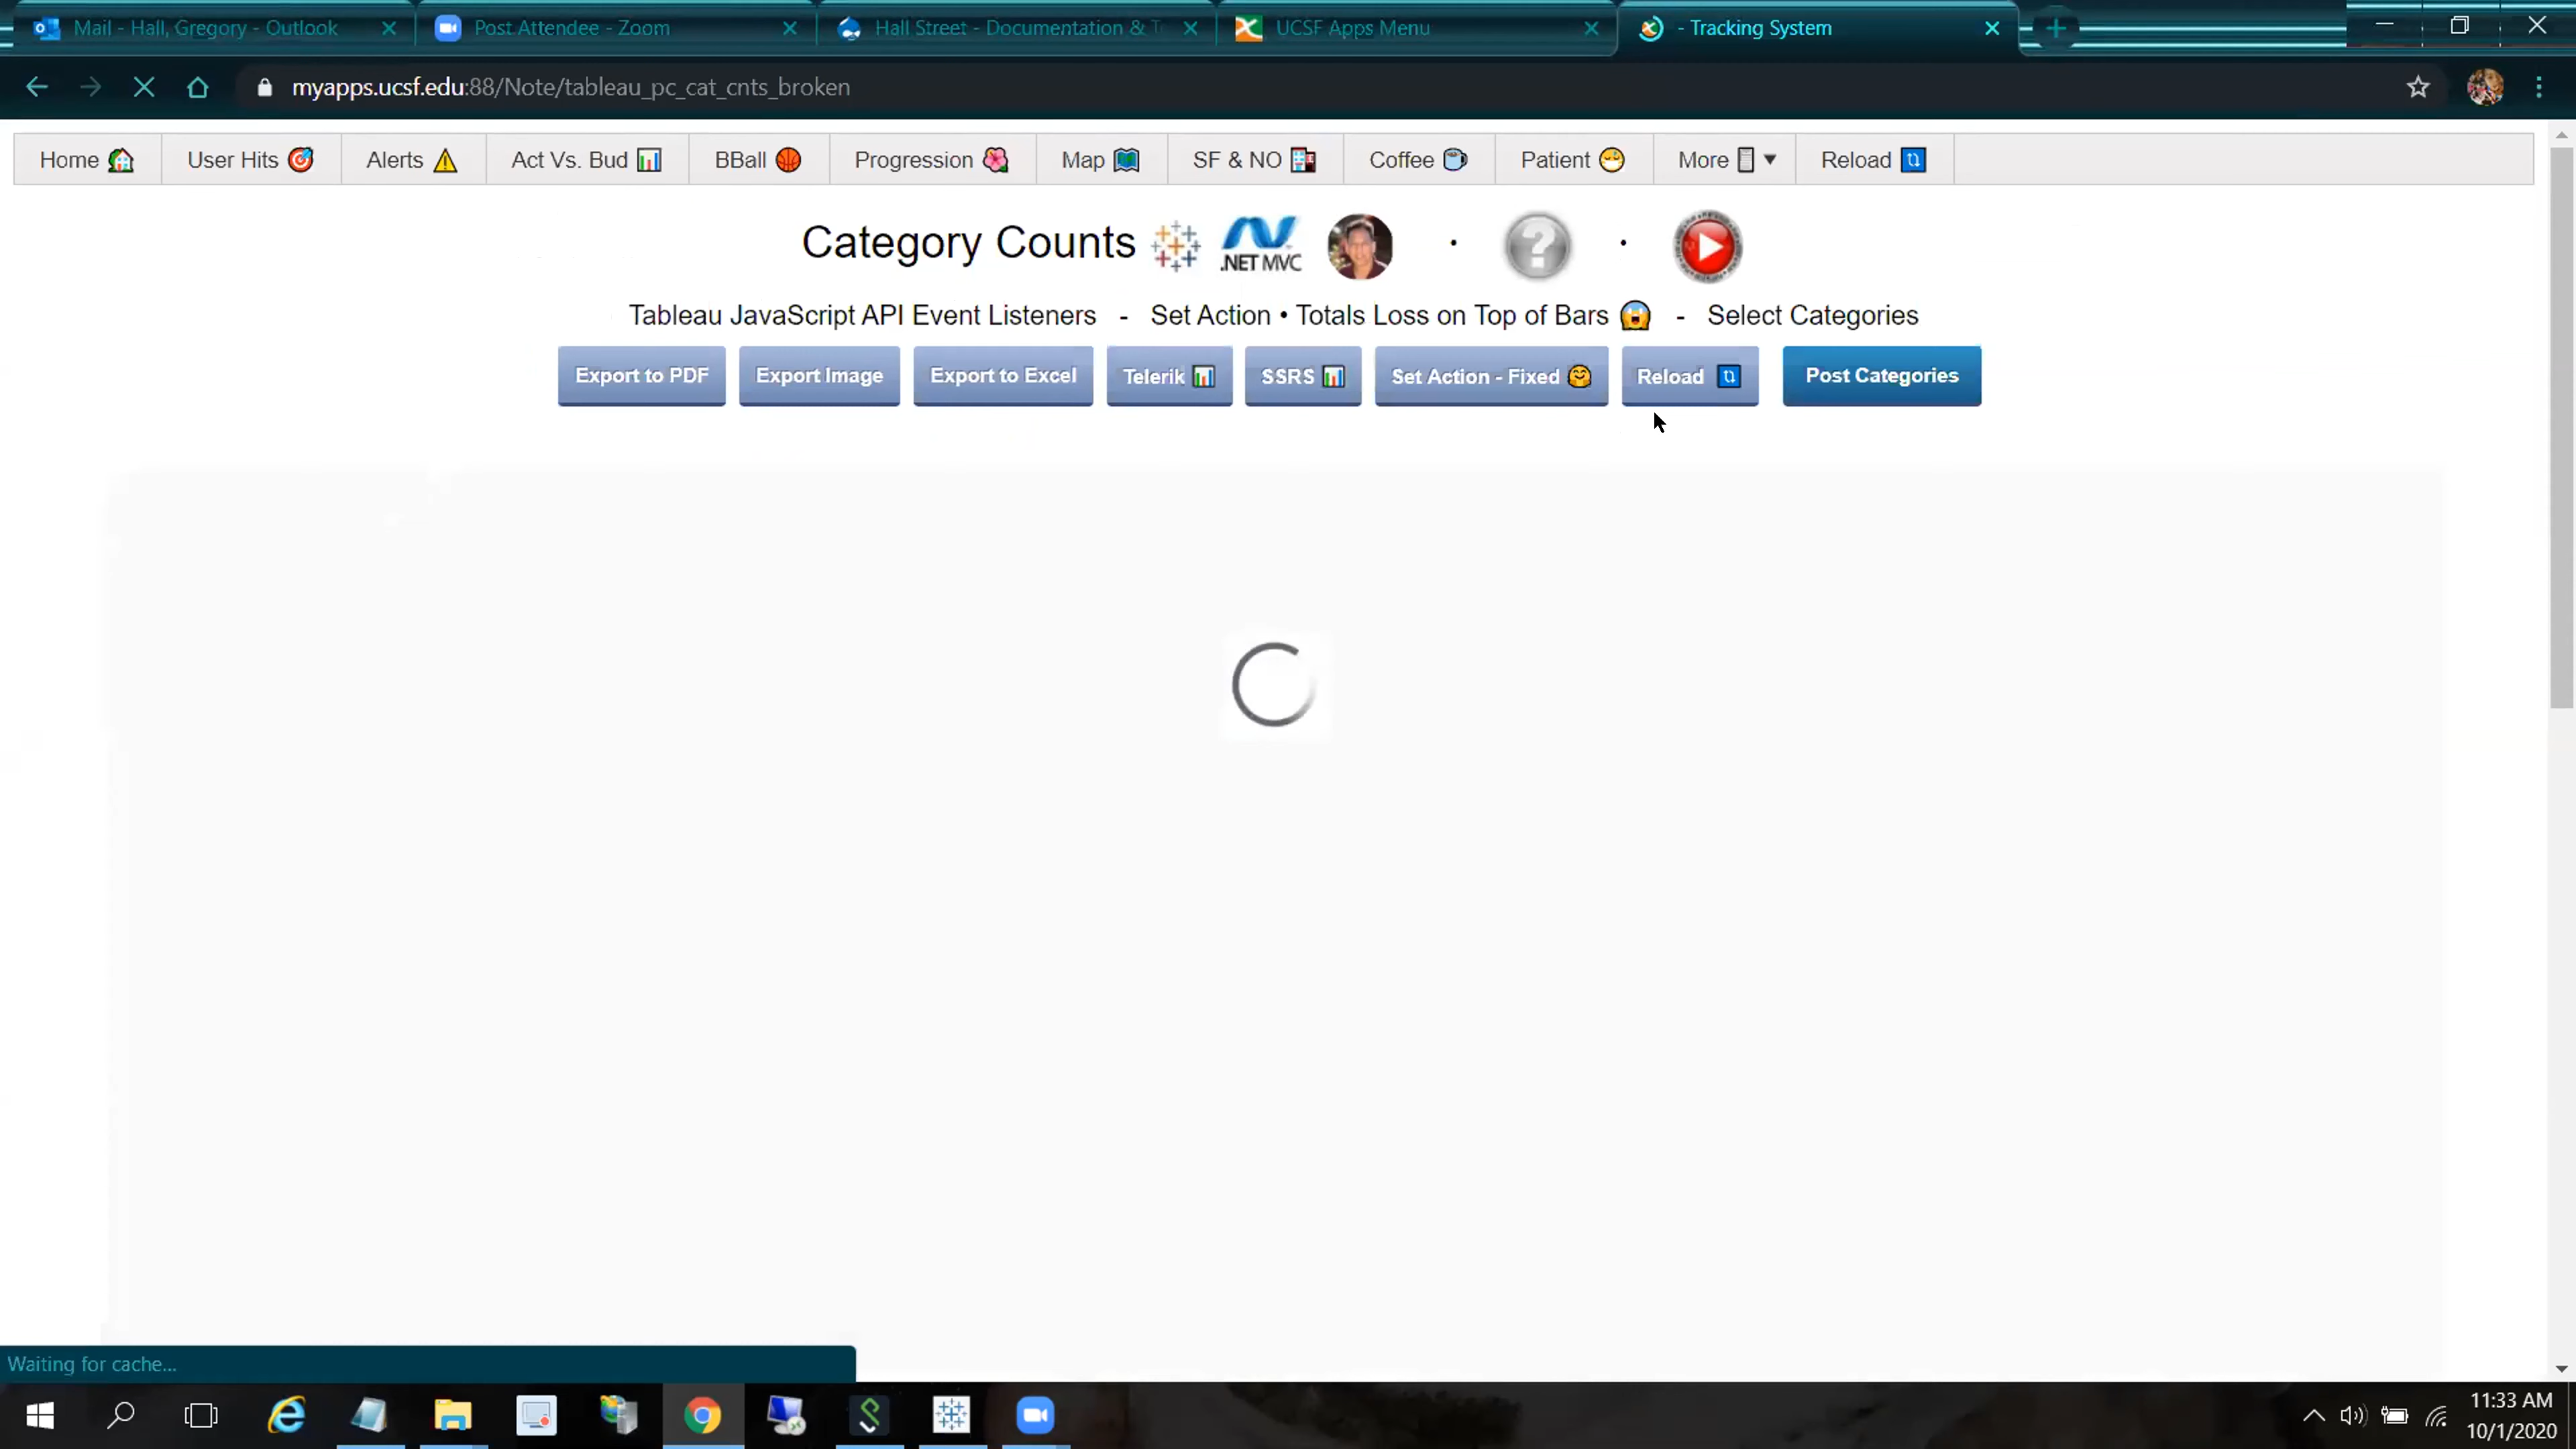 Mail - Hall, Gregory - Outlook
Post Attendee - Zoom
Hall Street - Documentation & T
UCSF Apps Menu
- Tracking System
myapps.ucsf.edu:88/Note/tableau_pc_cat_cnts_broken
Home
User Hits
Alerts
Act Vs. Bud
BBall
Progression
Map
SF & NO
Coffee
Patient
More
Reload
Category Counts
.NET MVC
Tableau JavaScript API Event Listeners - Set Action • Totals Loss on Top of Bars - Select Categories
Export to PDF
Export Image
Export to Excel
Telerik
SSRS
Set Action - Fixed
Reload
Post Categories
Waiting for cache...
11:33 AM
10/1/2020